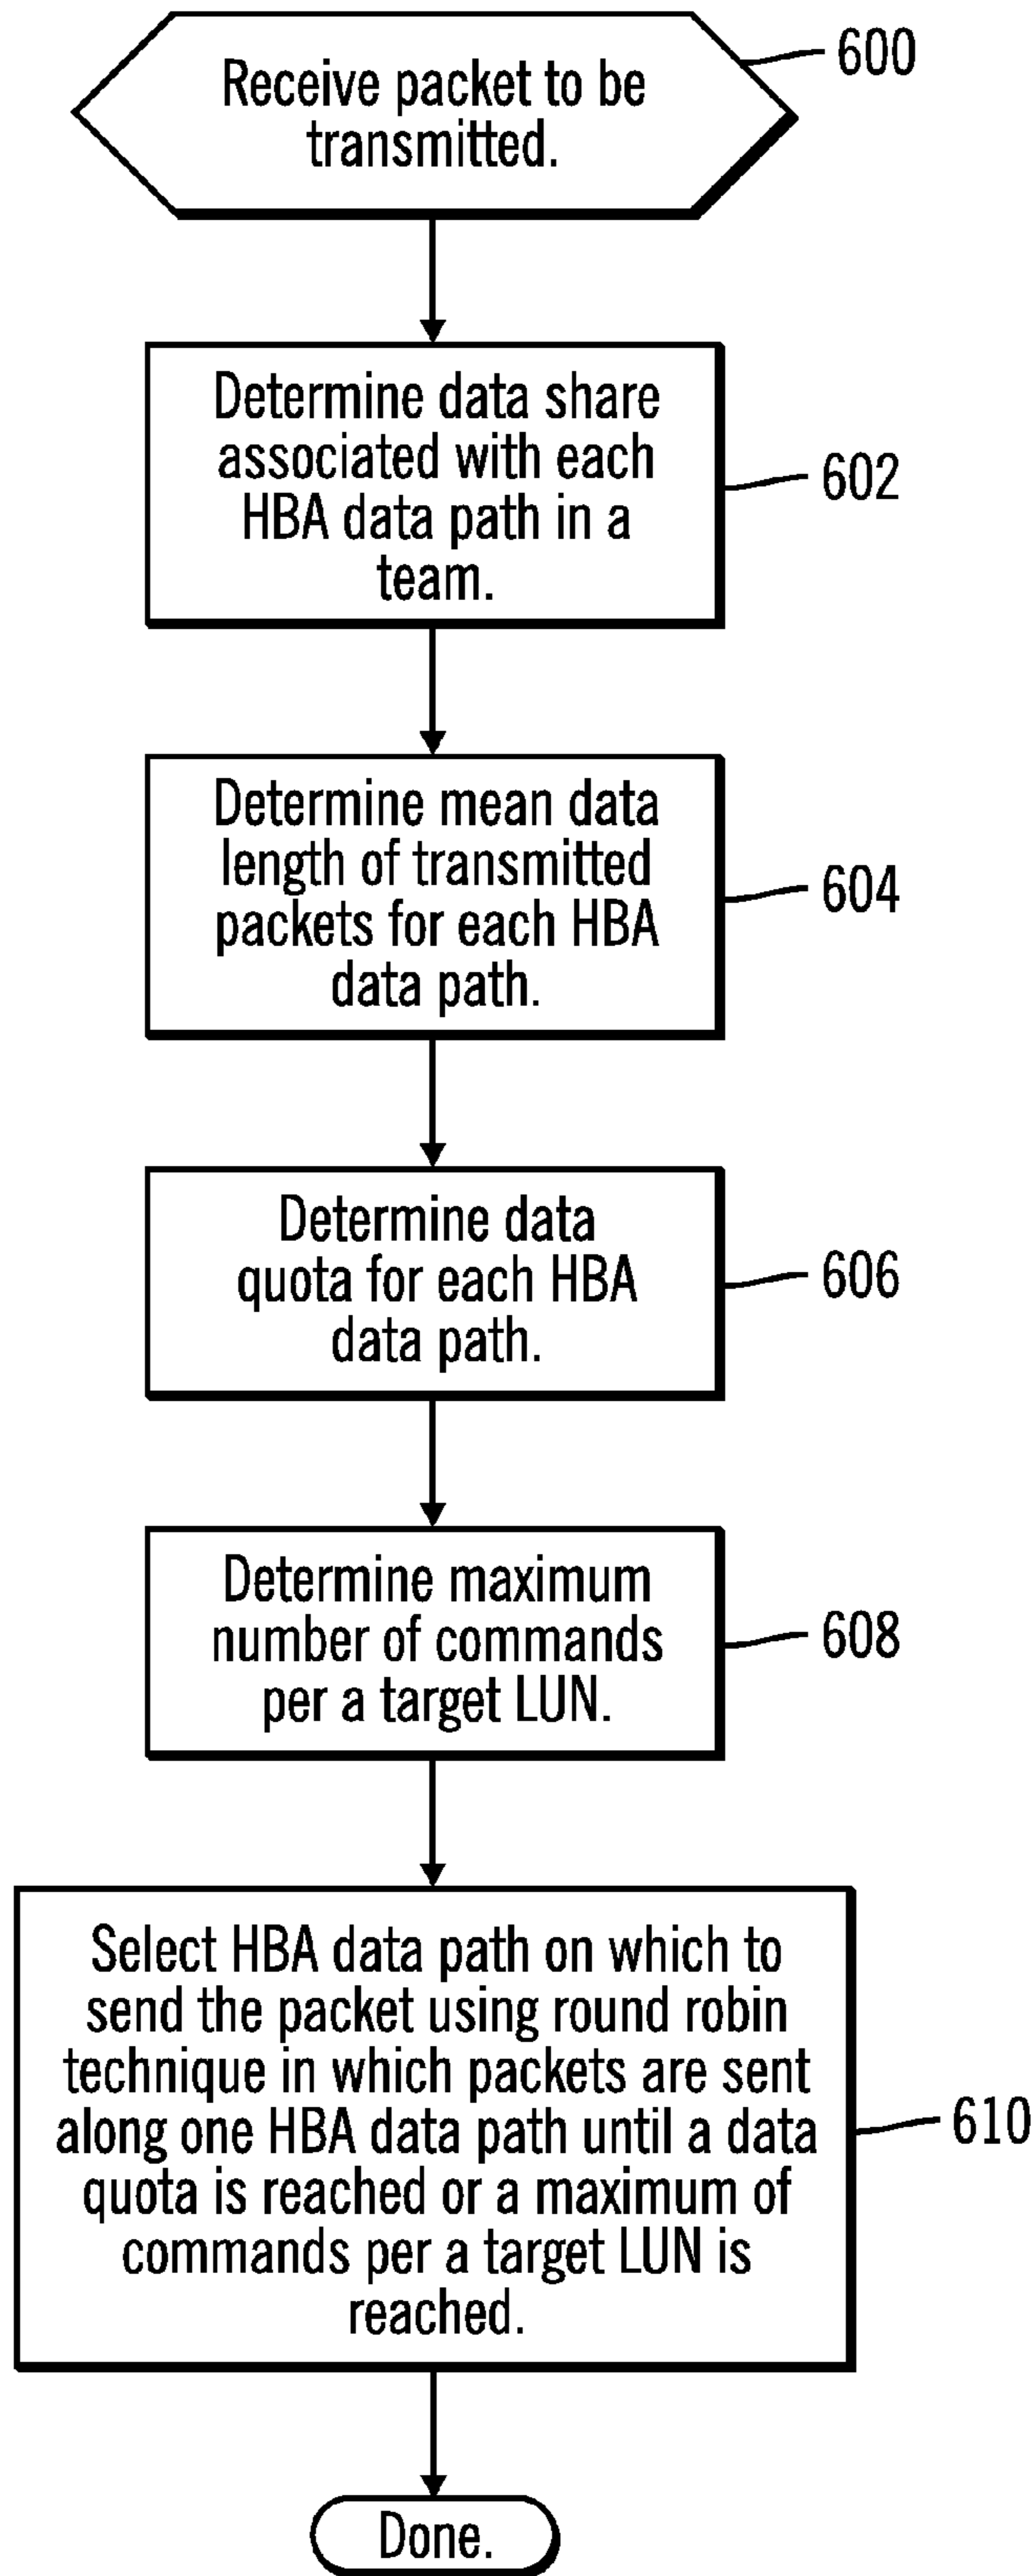 Receive packet to be
transmitted.
600
Determine data share
associated with each
HBA data path in a
team.
602
Determine mean data
length of transmitted
packets for each HBA
data path.
604
Determine data
quota for each HBA
data path.
606
Determine maximum
number of commands
per a target LUN.
608
Select HBA data path on which to
send the packet using round robin
technique in which packets are sent
along one HBA data path until a data
quota is reached or a maximum of
commands per a target LUN is
reached.
610
Done.